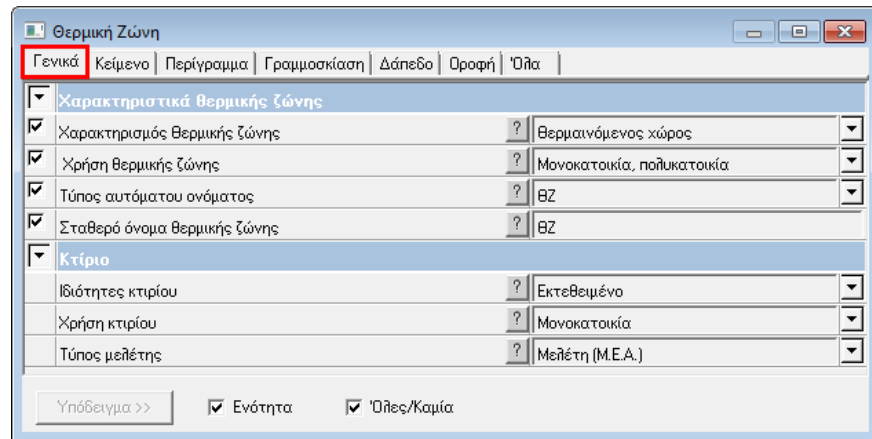 Θερμική Ζώνη
Γενικά Κείμενο Περίγραμμα Γραμμοσκίαση Δάπεδο Οροφή Όλα
Χαρακτηριστικά θερμικής ζώνης
Χαρακτηρισμός θερμικής ζώνης ? Θερμαινόμενος χώρος
Χρήση θερμικής ζώνης ? Μονοκατοικία, πολυκατοικία
Τύπος αυτόματου ονόματος ? ΘΖ
Σταθερό όνομα θερμικής ζώνης ? ΘΖ
Κτίριο
Ιδιότητες κτιρίου ? Εκτεθειμένο
Χρήση κτιρίου ? Μονοκατοικία
Τύπος μελέτης ? Μελέτη (Μ.Ε.Α.)
Υπόδειγμα >> Ενότητα Όλες/Καμία